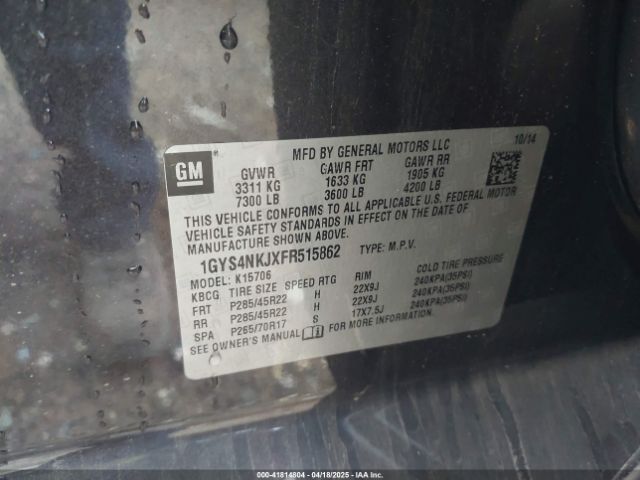 MFD BY GENERAL MOTORS LLC 10/14
GM
GVWR GAWR FRT GAWR RR
3311 KG 1633 KG 1905 KG
7300 LB 3600 LB 4200 LB
THIS VEHICLE CONFORMS TO ALL APPLICABLE U.S. FEDERAL MOTOR
VEHICLE SAFETY STANDARDS IN EFFECT ON THE DATE OF
MANUFACTURE SHOWN ABOVE.
1GYS4NKJXFR515862 TYPE: M.P.V.
MODEL: K15706
KBCG TIRE SIZE SPEED RTG RIM COLD TIRE PRESSURE
FRT P285/45R22 H 22X9J 240KPA(35PSI)
RR P285/45R22 H 22X9J 240KPA(35PSI)
SPA P265/70R17 S 17X7.5J 240KPA(35PSI)
SEE OWNER'S MANUAL FOR MORE INFORMATION.
000-41814804 - 04/18/2025 - IAAI.COM